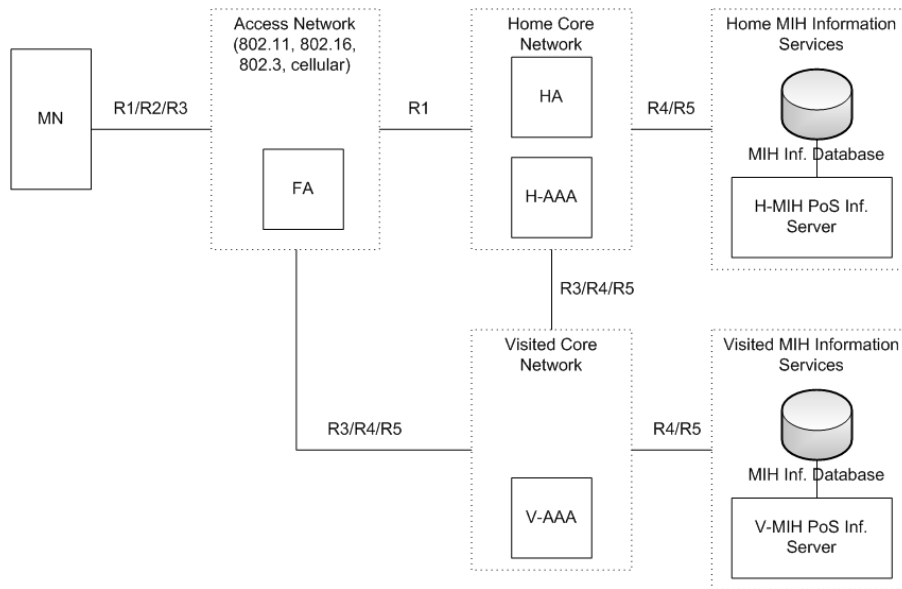 Access Network
(802.11, 802.16,
802.3, cellular)
Home Core
Network
Home MIH Information
Services
MN
R1/R2/R3
R1
HA
R4/R5
MIH Inf. Database
FA
H-AAA
H-MIH PoS Inf.
Server
R3/R4/R5
Visited Core
Network
Visited MIH Information
Services
R3/R4/R5
R4/R5
MIH Inf. Database
V-AAA
V-MIH PoS Inf.
Server